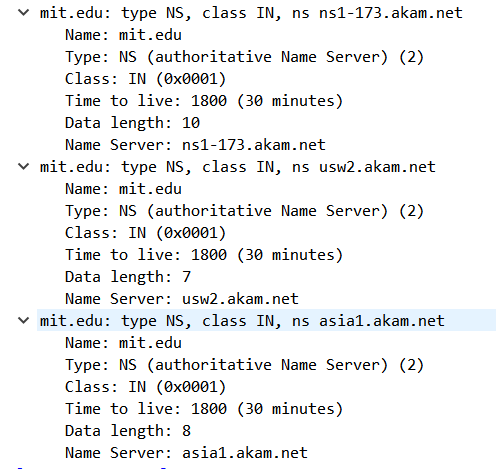 mit.edu: type NS, class IN, ns ns1-173.akam.net
Name: mit.edu
Type: NS (authoritative Name Server) (2)
Class: IN (0x0001)
Time to live: 1800 (30 minutes)
Data length: 10
Name Server: ns1-173.akam.net
mit.edu: type NS, class IN, ns usw2.akam.net
Name: mit.edu
Type: NS (authoritative Name Server) (2)
Class: IN (0x0001)
Time to live: 1800 (30 minutes)
Data length: 7
Name Server: usw2.akam.net
mit.edu: type NS, class IN, ns asia1.akam.net
Name: mit.edu
Type: NS (authoritative Name Server) (2)
Class: IN (0x0001)
Time to live: 1800 (30 minutes)
Data length: 8
Name Server: asia1.akam.net